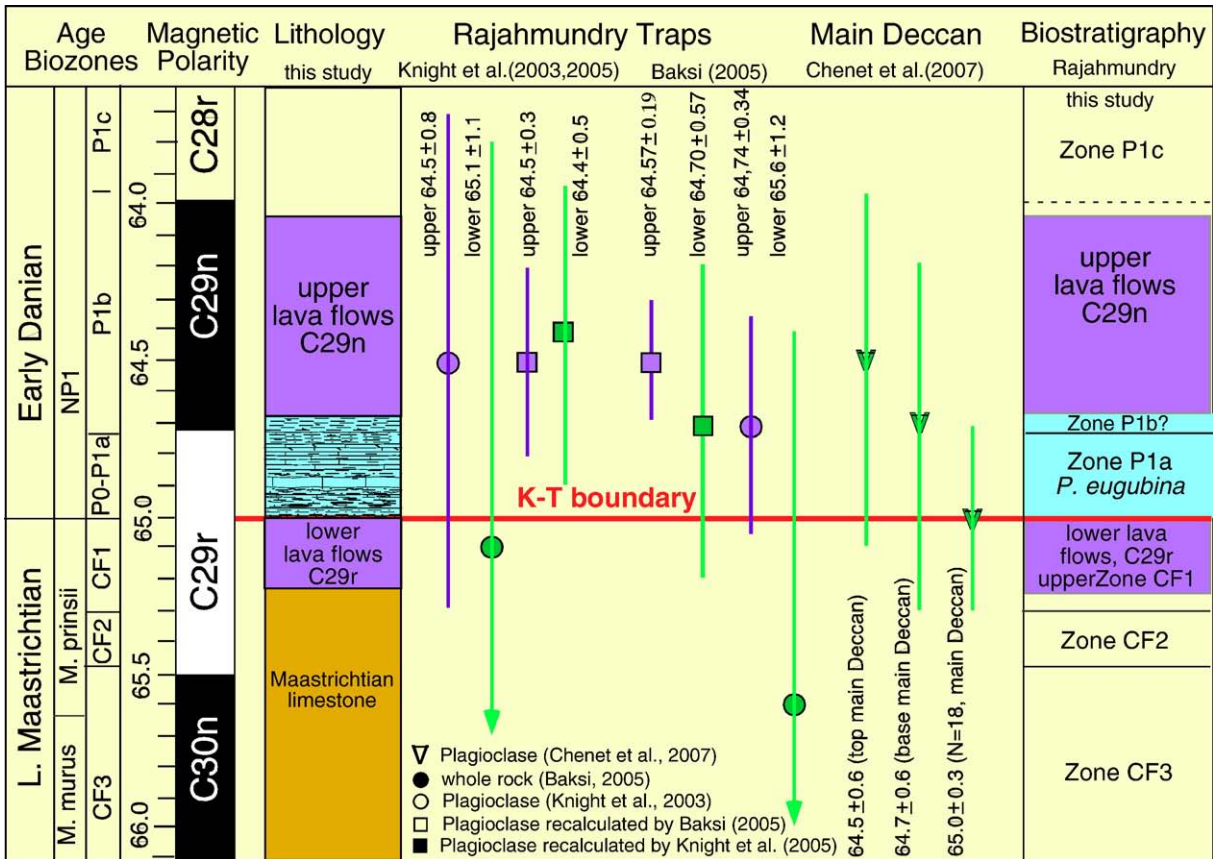 Age
Biozones
Magnetic
Polarity
Lithology
this study
Rajahmundry Traps
Knight et al.(2003,2005)
Baksi (2005)
Main Deccan
Chenet et al.(2007)
Biostratigraphy
Rajahmundry
this study
Early Danian
L. Maastrichtian
NP1
M. prinsii
M. murus
P1c
I
P1b
P0-P1a
CF1
CF2
CF3
64.0
64.5
65.0
65.5
66.0
C28r
C29n
C29r
C30n
upper
lava flows
C29n
lower
lava flows
C29r
Maastrichtian
limestone
upper 64.5±0.8
lower 65.1±1.1
upper 64.5±0.3
lower 64.4±0.5
upper 64.57±0.19
lower 64.70±0.57
upper 64,74±0.34
lower 65.6±1.2
K-T boundary
64.5±0.6 (top main Deccan)
64.7±0.6 (base main Deccan)
65.0±0.3 (N=18, main Deccan)
Plagioclase (Chenet et al., 2007)
whole rock (Baksi, 2005)
Plagioclase (Knight et al., 2003)
Plagioclase recalculated by Baksi (2005)
Plagioclase recalculated by Knight et al. (2005)
Zone P1c
upper
lava flows
C29n
Zone P1b?
Zone P1a
P. eugubina
lower lava
flows, C29r
upperZone CF1
Zone CF2
Zone CF3